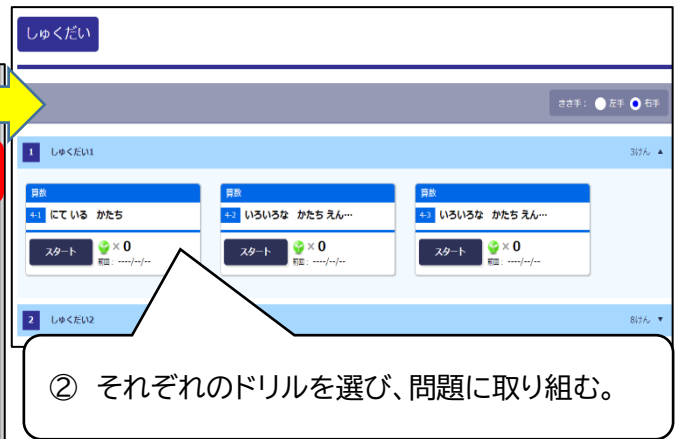 しゅくだい
きき手： 左手 右手
1 しゅくだい1 3けん ▲
算数 算数 算数
4-1 にて いる かたち 4-2 いろいろな かたち えん… 4-3 いろいろな かたち えん…
スタート × 0 スタート × 0 スタート × 0
前回：----/--/-- 前回：----/--/-- 前回：----/--/--
2 しゅくだい2 8けん ▼
② それぞれのドリルを選び、問題に取り組む。